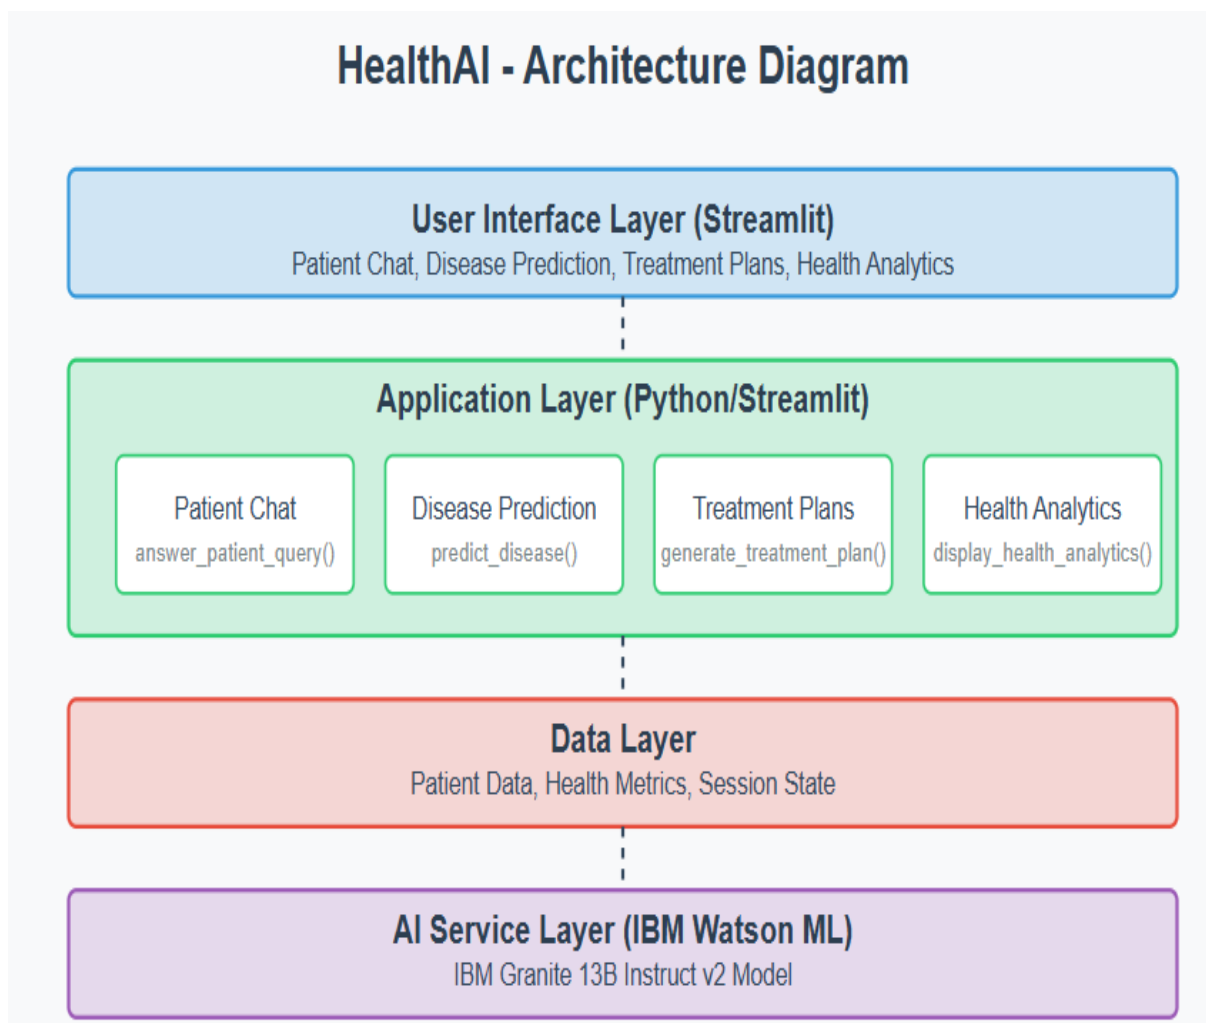 HealthAI - Architecture Diagram
User Interface Layer (Streamlit)
Patient Chat, Disease Prediction, Treatment Plans, Health Analytics
Application Layer (Python/Streamlit)
Patient Chat
answer_patient_query()
Disease Prediction
predict_disease()
Treatment Plans
generate_treatment_plan()
Health Analytics
display_health_analytics()
Data Layer
Patient Data, Health Metrics, Session State
AI Service Layer (IBM Watson ML)
IBM Granite 13B Instruct v2 Model